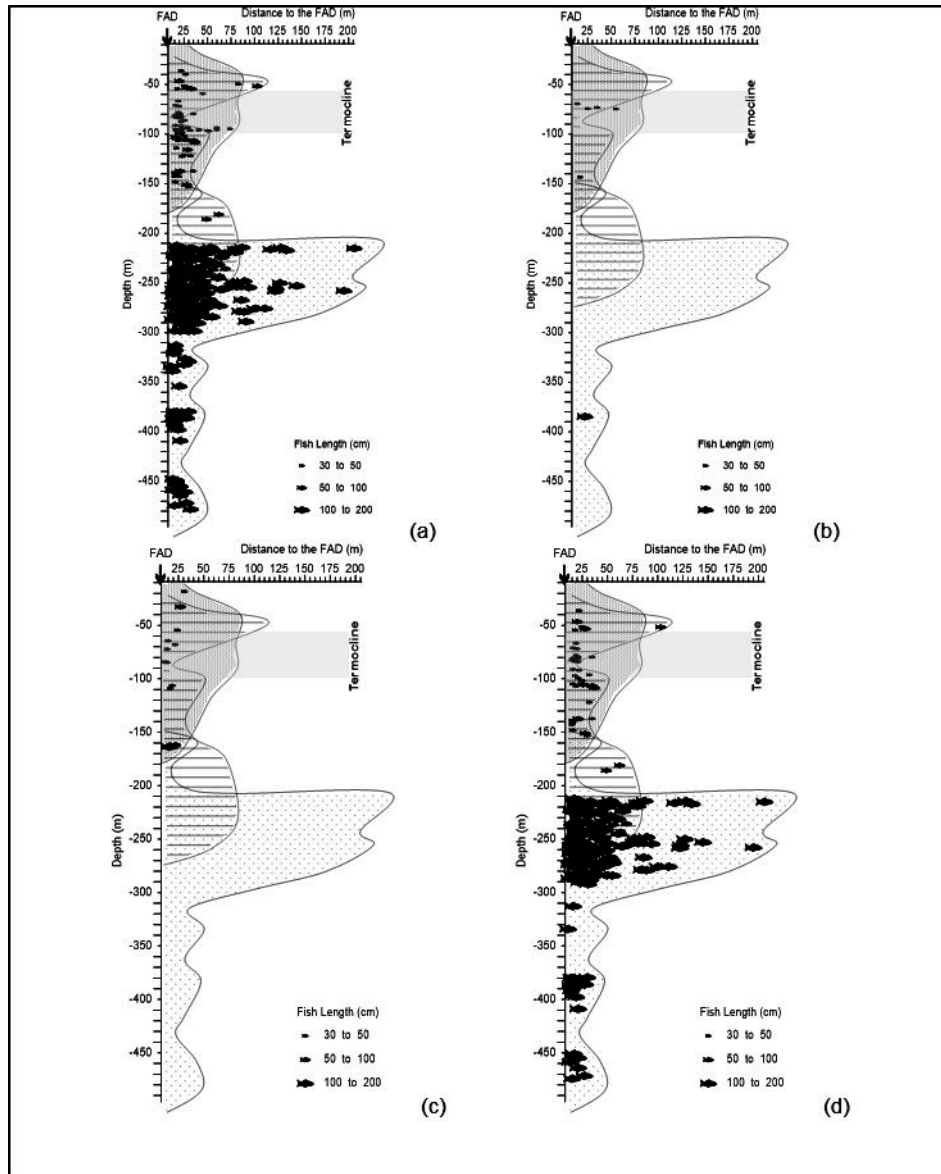 FAD Distance to the FAD (m)
25 50 75 100 125 150 175 200
-50
-100
-150
-200
-250
-300
-350
-400
-450
Depth (m)
Termocline
Fish Length (cm)
30 to 50
50 to 100
100 to 200
(a)
FAD Distance to the FAD (m)
25 50 75 100 125 150 175 200
-50
-100
-150
-200
-250
-300
-350
-400
-450
Depth (m)
Termocline
Fish Length (cm)
30 to 50
50 to 100
100 to 200
(b)
FAD Distance to the FAD (m)
25 50 75 100 125 150 175 200
-50
-100
-150
-200
-250
-300
-350
-400
-450
Depth (m)
Termocline
Fish Length (cm)
30 to 50
50 to 100
100 to 200
(c)
FAD Distance to the FAD (m)
25 50 75 100 125 150 175 200
-50
-100
-150
-200
-250
-300
-350
-400
-450
Depth (m)
Termocline
Fish Length (cm)
30 to 50
50 to 100
100 to 200
(d)